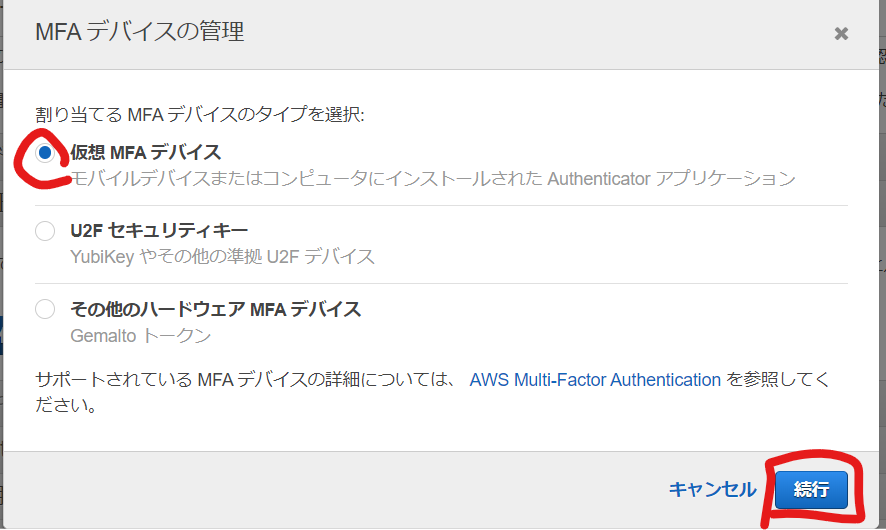 MFA デバイスの管理
×
割り当てる MFA デバイスのタイプを選択:
仮想 MFA デバイス
モバイルデバイスまたはコンピュータにインストールされた Authenticator アプリケーション
U2F セキュリティキー
YubiKey やその他の準拠 U2F デバイス
その他のハードウェア MFA デバイス
Gemalto トークン
サポートされている MFA デバイスの詳細については、 AWS Multi-Factor Authentication を参照してく
ださい。
キャンセル 続行